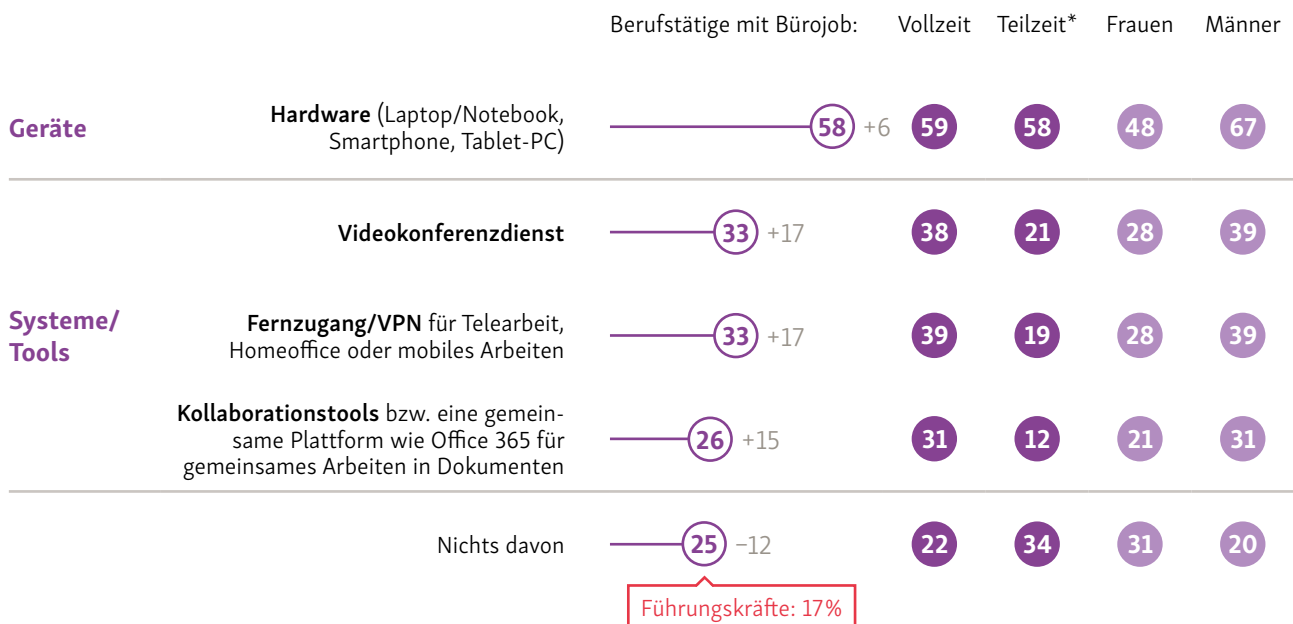 Berufstätige mit Bürojob: Vollzeit Teilzeit* Frauen Männer
Geräte
Hardware (Laptop/Notebook,
Smartphone, Tablet-PC)
58 +6 59 58 48 67
Videokonferenzdienst
33 +17 38 21 28 39
Systeme/
Tools
Fernzugang/VPN für Telearbeit,
Homeoffice oder mobiles Arbeiten
33 +17 39 19 28 39
Kollaborationstools bzw. eine gemein-
same Plattform wie Office 365 für
gemeinsames Arbeiten in Dokumenten
26 +15 31 12 21 31
Nichts davon 25 −12 22 34 31 20
Führungskräfte: 17%